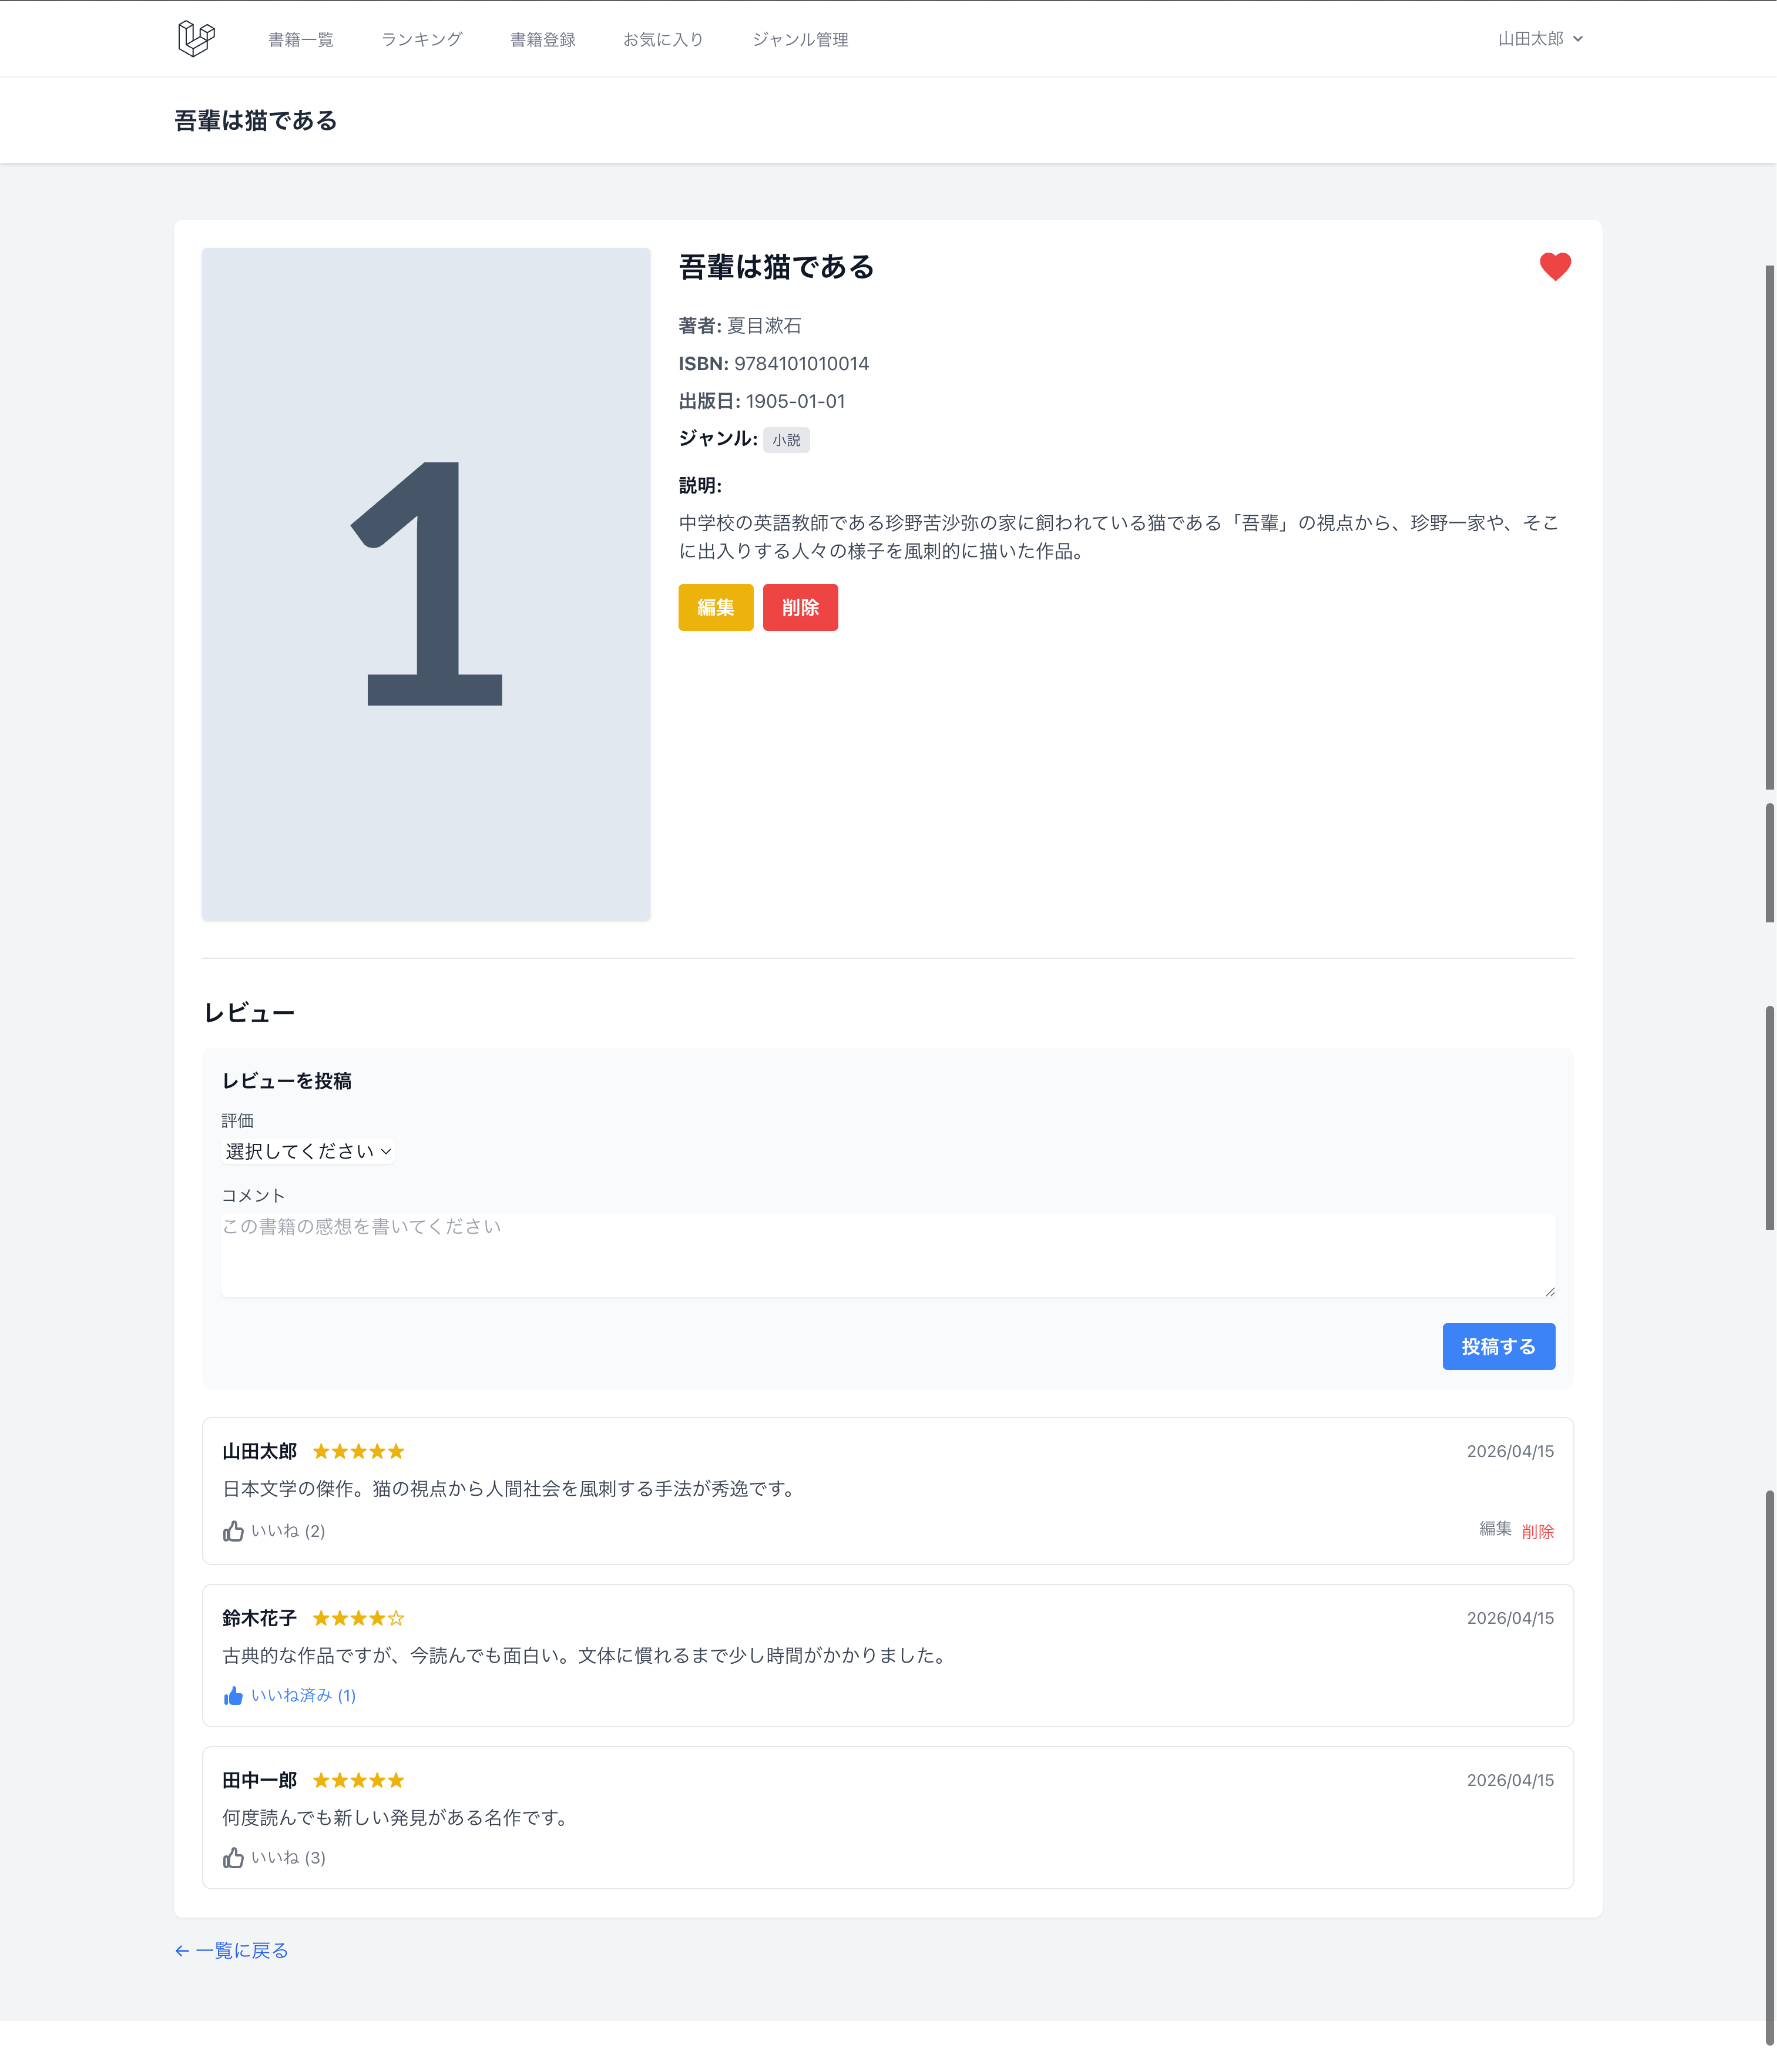 書籍一覧 ランキング 書籍登録 お気に入り ジャンル管理 山田太郎
吾輩は猫である
1
吾輩は猫である
著者: 夏目漱石
ISBN: 9784101010014
出版日: 1905-01-01
ジャンル: 小説
説明:
中学校の英語教師である珍野苦沙弥の家に飼われている猫である「吾輩」の視点から、珍野一家や、そこ
に出入りする人々の様子を風刺的に描いた作品。
編集 削除
レビュー
レビューを投稿
評価
選択してください
コメント
この書籍の感想を書いてください
投稿する
山田太郎 ★★★★★ 2026/04/15
日本文学の傑作。猫の視点から人間社会を風刺する手法が秀逸です。
いいね (2) 編集 削除
鈴木花子 ★★★★☆ 2026/04/15
古典的な作品ですが、今読んでも面白い。文体に慣れるまで少し時間がかかりました。
いいね済み (1)
田中一郎 ★★★★★ 2026/04/15
何度読んでも新しい発見がある名作です。
いいね (3)
← 一覧に戻る